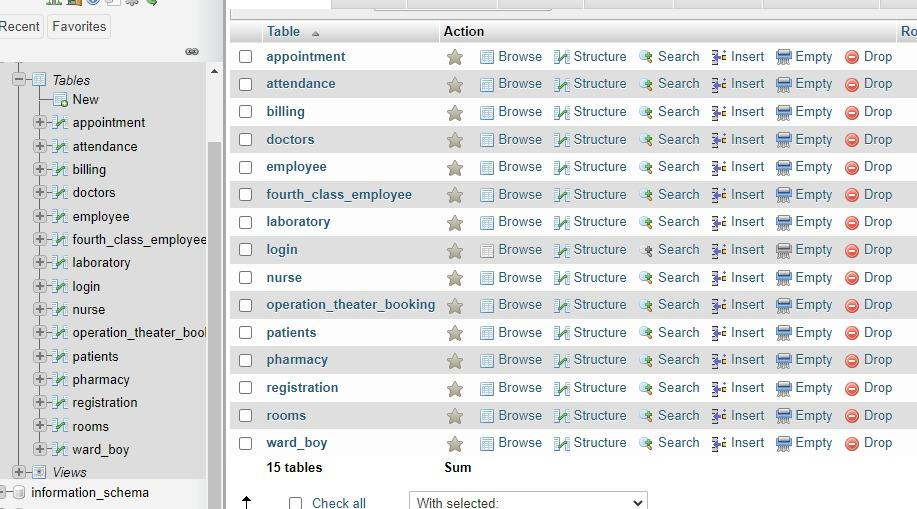 Recent Favorites
Tables
New
appointment
attendance
billing
doctors
employee
fourth_class_employee
laboratory
login
nurse
operation_theater_bool
patients
pharmacy
registration
rooms
ward_boy
Views
information_schema
Table Action Ro
appointment Browse Structure Search Insert Empty Drop
attendance Browse Structure Search Insert Empty Drop
billing Browse Structure Search Insert Empty Drop
doctors Browse Structure Search Insert Empty Drop
employee Browse Structure Search Insert Empty Drop
fourth_class_employee Browse Structure Search Insert Empty Drop
laboratory Browse Structure Search Insert Empty Drop
login Browse Structure Search Insert Empty Drop
nurse Browse Structure Search Insert Empty Drop
operation_theater_booking Browse Structure Search Insert Empty Drop
patients Browse Structure Search Insert Empty Drop
pharmacy Browse Structure Search Insert Empty Drop
registration Browse Structure Search Insert Empty Drop
rooms Browse Structure Search Insert Empty Drop
ward_boy Browse Structure Search Insert Empty Drop
15 tables Sum
Check all With selected: